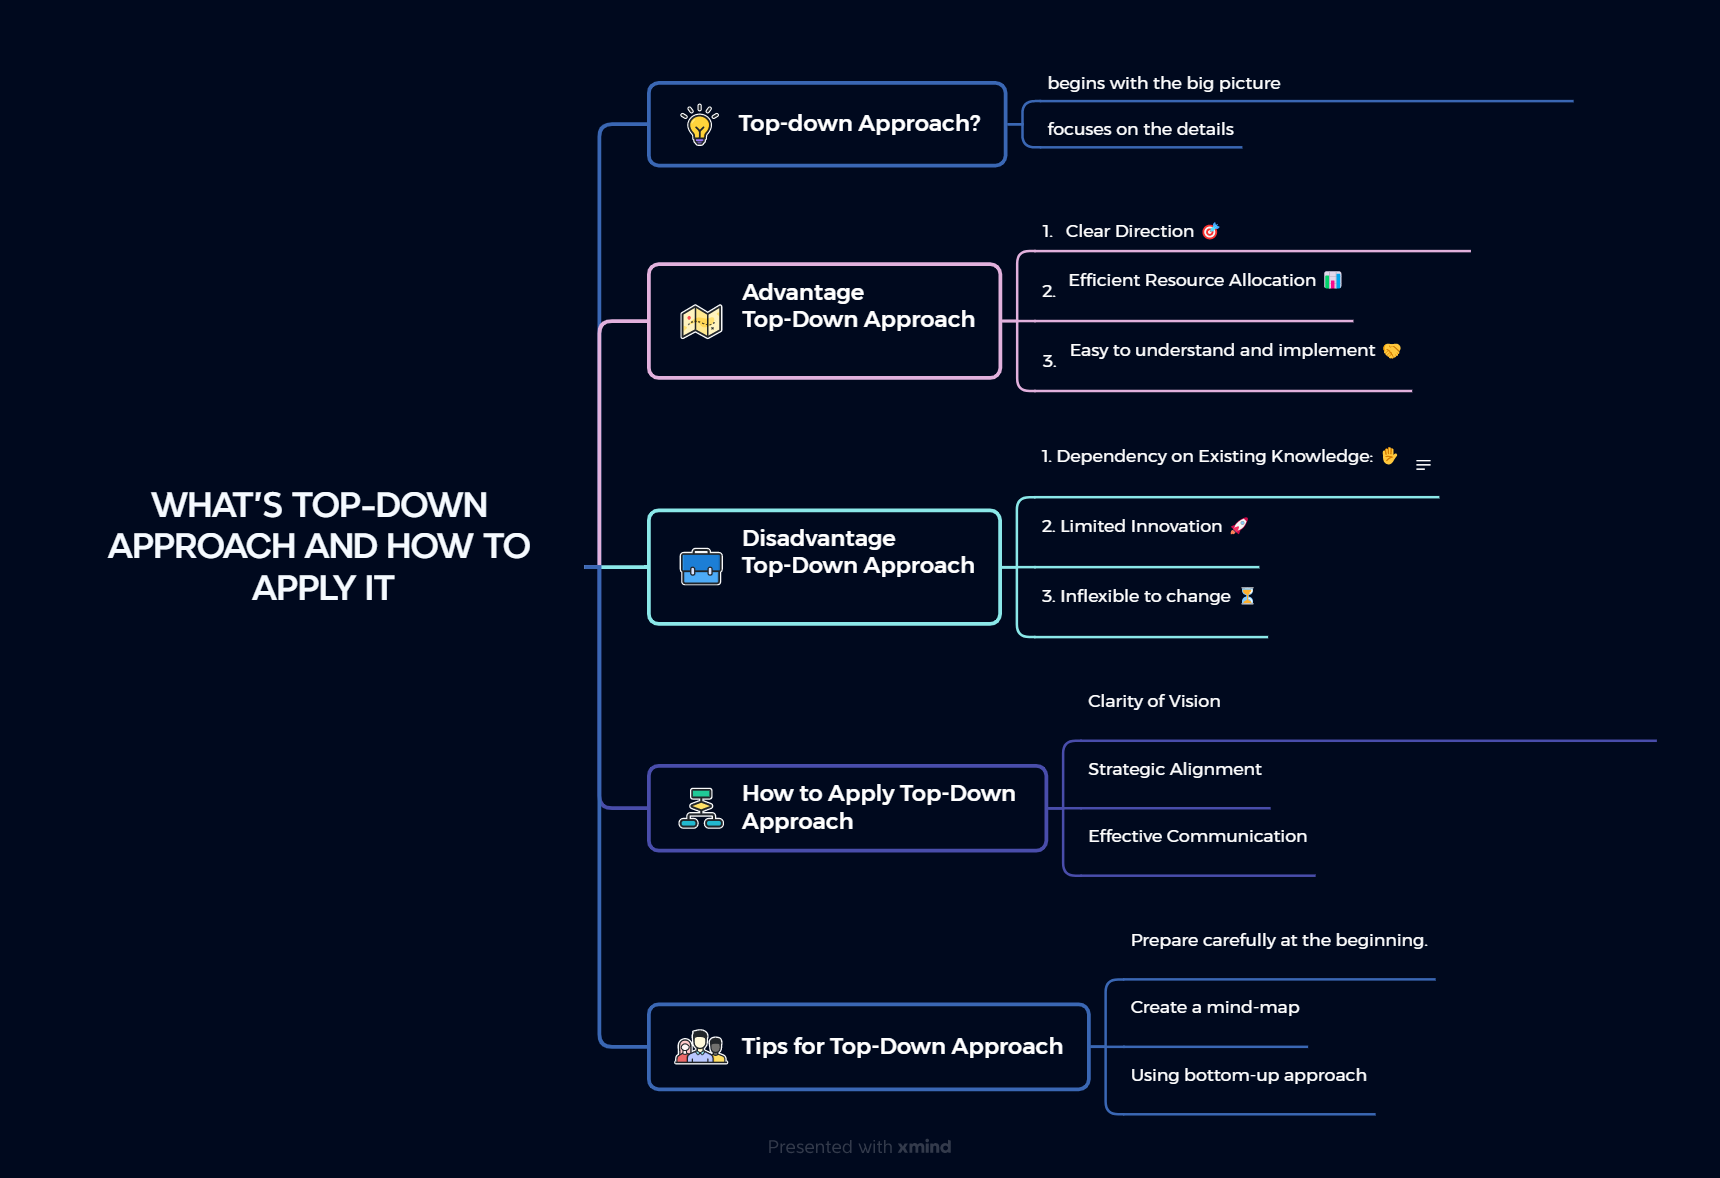 WHAT'S TOP-DOWN
APPROACH AND HOW TO
APPLY IT
Top-down Approach?
begins with the big picture
focuses on the details
Advantage
Top-Down Approach
1. Clear Direction 🎯
2. Efficient Resource Allocation 📊
3. Easy to understand and implement 🤝
Disadvantage
Top-Down Approach
1. Dependency on Existing Knowledge: ✋
2. Limited Innovation 🚀
3. Inflexible to change ⏳
How to Apply Top-Down
Approach
Clarity of Vision
Strategic Alignment
Effective Communication
Tips for Top-Down Approach
Prepare carefully at the beginning.
Create a mind-map
Using bottom-up approach
Presented with xmind